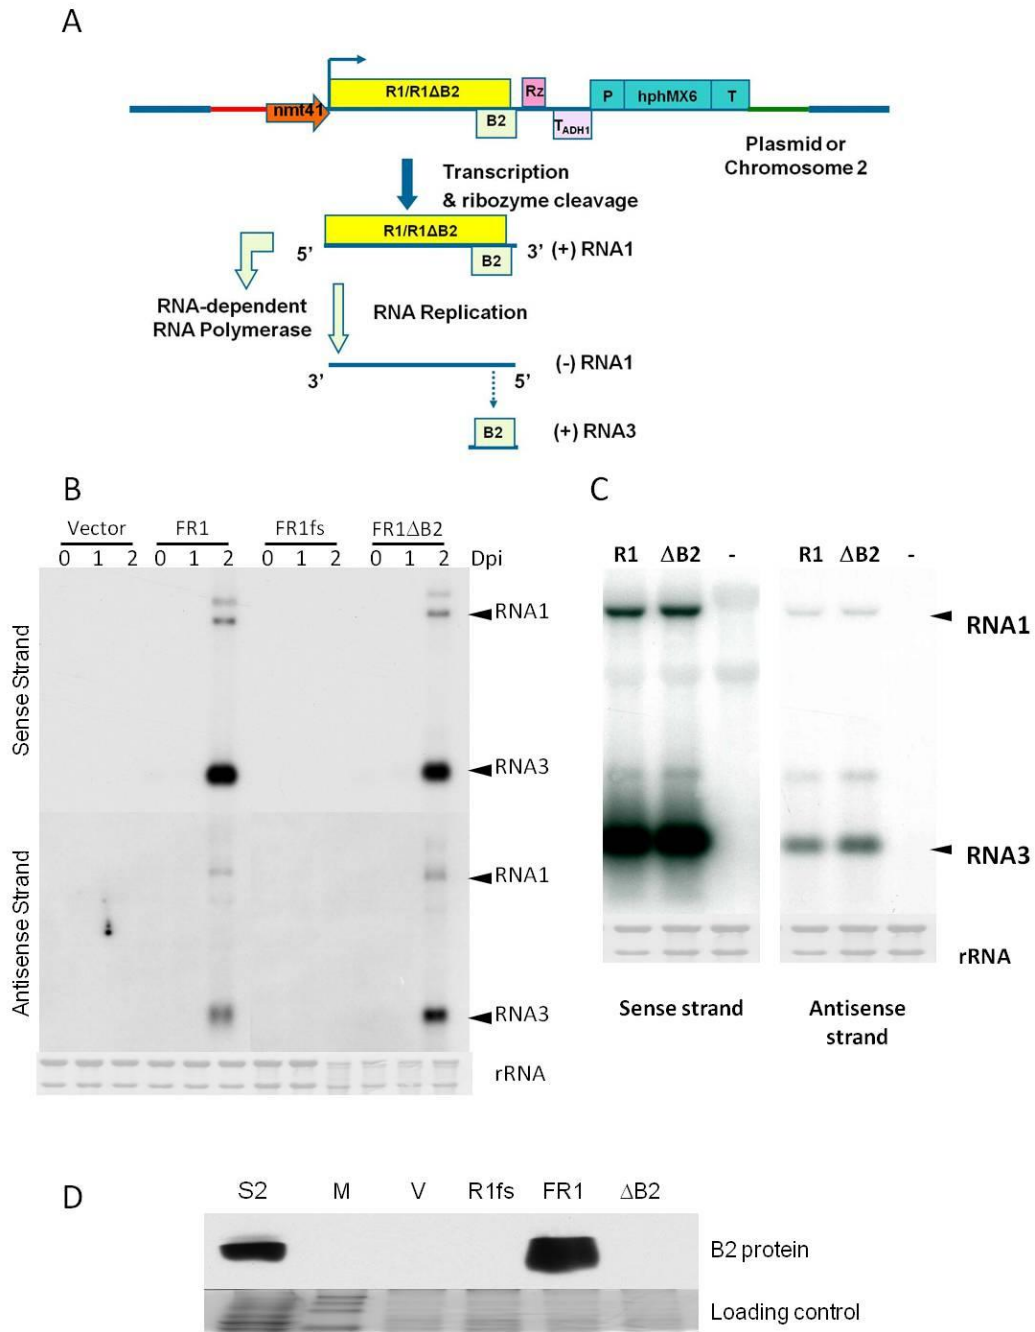 A
R1/R1ΔB2
Rz
P
hphMX6
T
nmt41
B2
TADH1
Plasmid or
Chromosome 2
Transcription
& ribozyme cleavage
R1/R1ΔB2
5’
3’
(+) RNA1
B2
RNA-dependent
RNA Polymerase
RNA Replication
(-) RNA1
3’
5’
B2
(+) RNA3
B
Vector
FR1
FR1fs
FR1ΔB2
0 1 2 0 1 2 0 1 2 0 1 2 Dpi
Sense Strand
RNA1
RNA3
Antisense Strand
RNA1
RNA3
rRNA
C
R1 ΔB2 -
R1 ΔB2 -
RNA1
RNA3
rRNA
Sense strand
Antisense
strand
D
S2 M V R1fs FR1 ΔB2
B2 protein
Loading control